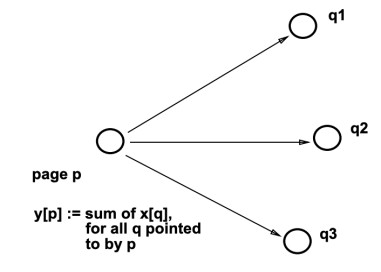 q1
q2
page p
y[p] := sum of x[q],
for all q pointed
to by p
q3